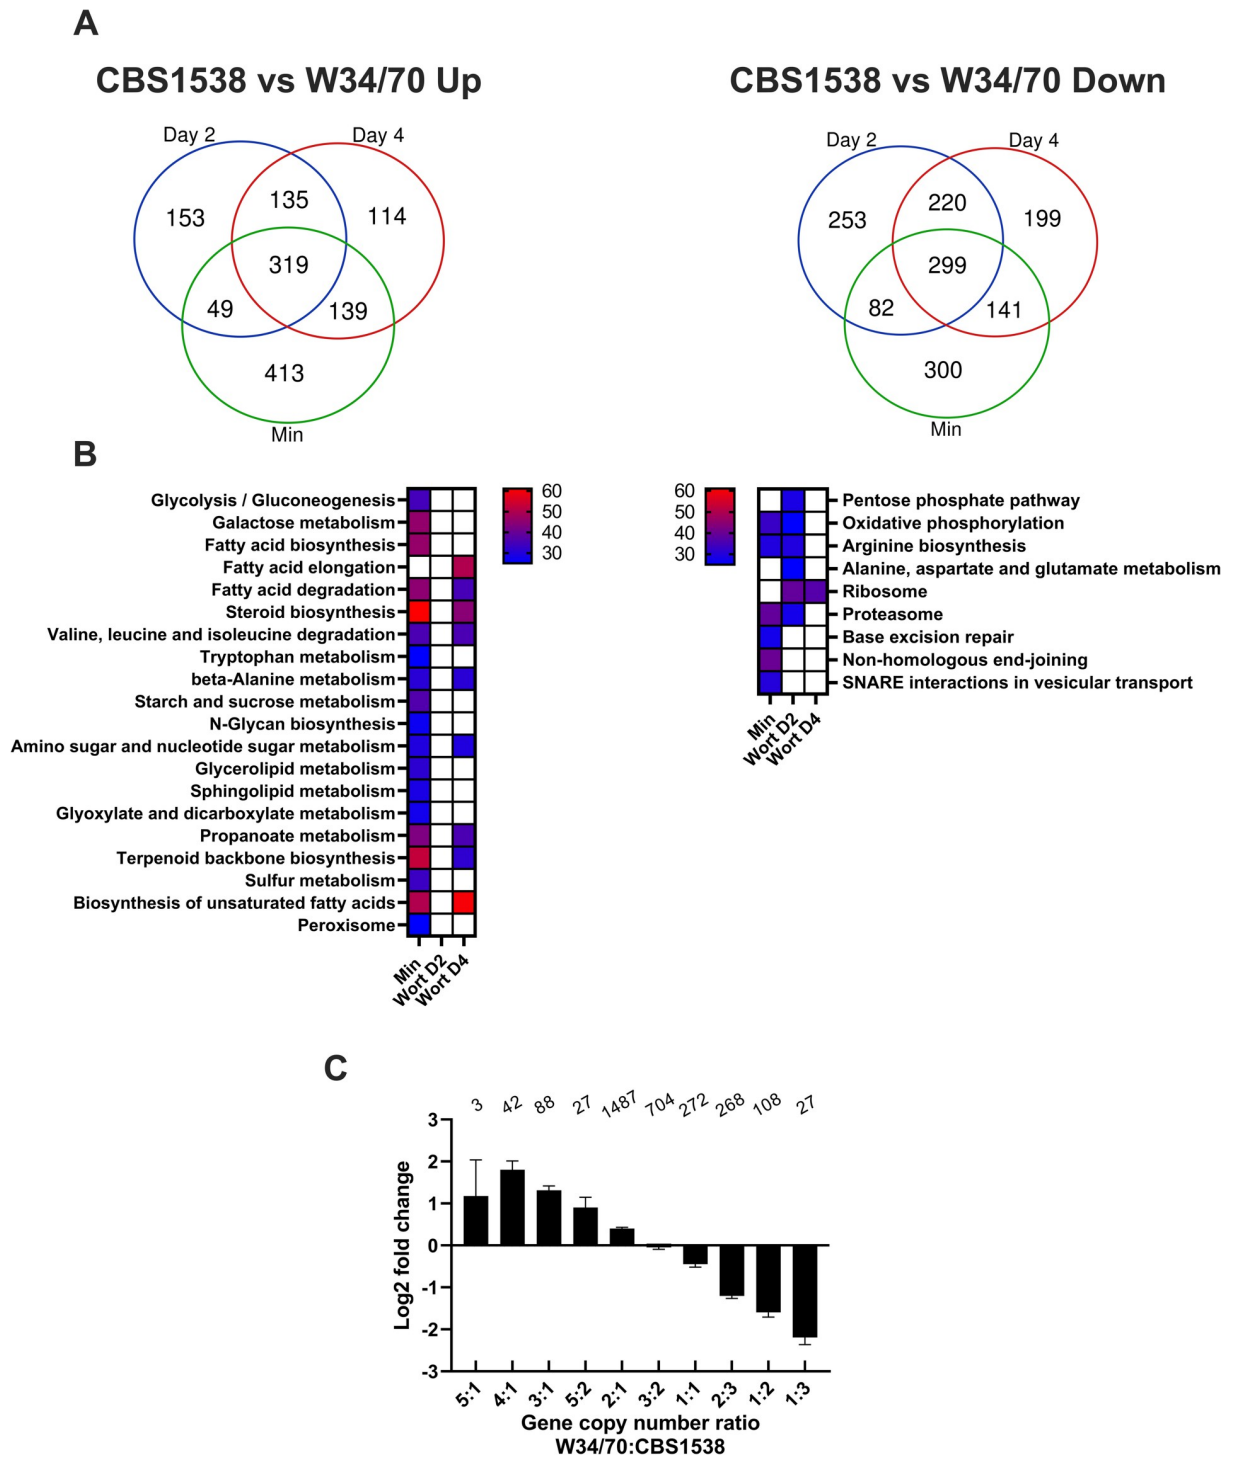 A
CBS1538 vs W34/70 Up
CBS1538 vs W34/70 Down
Day 2
Day 4
153
135
114
319
49
139
413
Min
Day 2
Day 4
253
220
199
299
82
141
300
Min
B
Glycolysis / Gluconeogenesis
Galactose metabolism
Fatty acid biosynthesis
Fatty acid elongation
Fatty acid degradation
Steroid biosynthesis
Valine, leucine and isoleucine degradation
Tryptophan metabolism
beta-Alanine metabolism
Starch and sucrose metabolism
N-Glycan biosynthesis
Amino sugar and nucleotide sugar metabolism
Glycerolipid metabolism
Sphingolipid metabolism
Glyoxylate and dicarboxylate metabolism
Propanoate metabolism
Terpenoid backbone biosynthesis
Sulfur metabolism
Biosynthesis of unsaturated fatty acids
Peroxisome
Min
Wort D2
Wort D4
60
50
40
30
60
50
40
30
Pentose phosphate pathway
Oxidative phosphorylation
Arginine biosynthesis
Alanine, aspartate and glutamate metabolism
Ribosome
Proteasome
Base excision repair
Non-homologous end-joining
SNARE interactions in vesicular transport
Min
Wort D2
Wort D4
C
3 42 88 27 1487 704 272 268 108 27
Log2 fold change
3
2
1
0
-1
-2
-3
5:1 4:1 3:1 5:2 2:1 3:2 1:1 2:3 1:2 1:3
Gene copy number ratio
W34/70:CBS1538